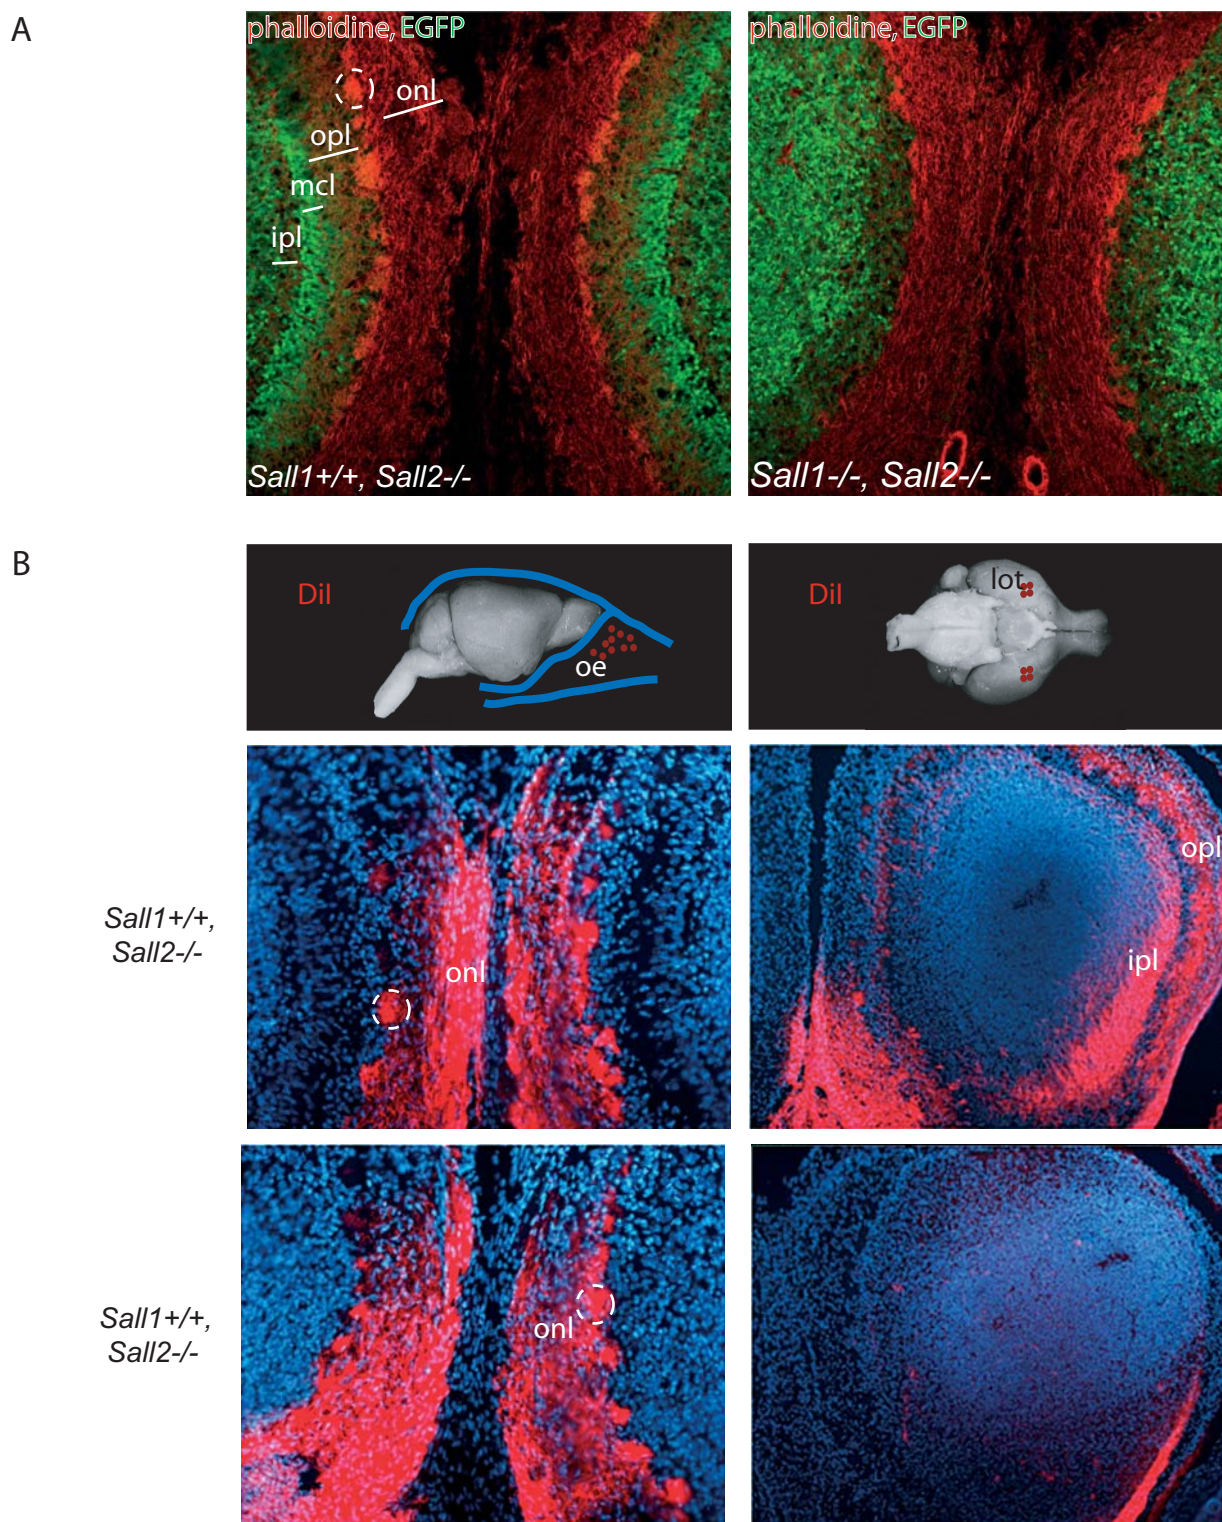 A
phalloidine, EGFP
onl
opl
mcl
ipl
Sall1+/+, Sall2-/-
phalloidine, EGFP
Sall1-/-, Sall2-/-
B
DiI
oe
DiI
lot
Sall1+/+,
Sall2-/-
onl
opl
ipl
Sall1+/+,
Sall2-/-
onl